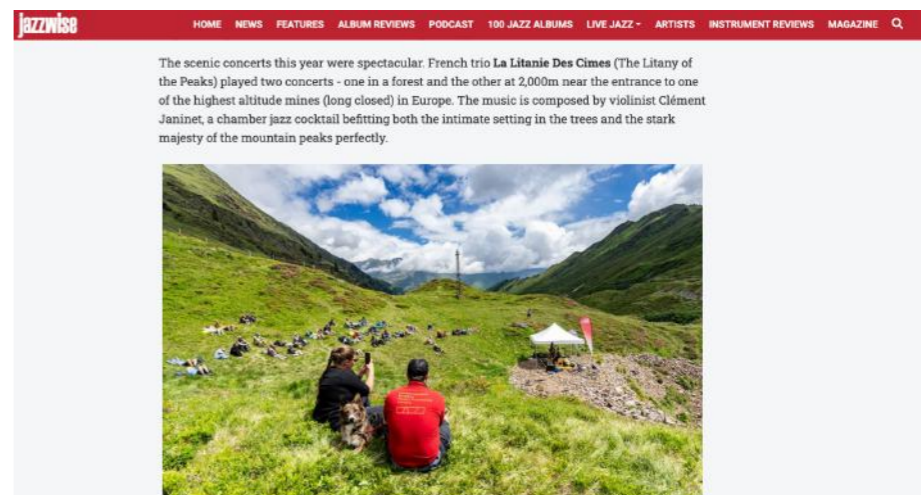 jazzwise
HOME NEWS FEATURES ALBUM REVIEWS PODCAST 100 JAZZ ALBUMS LIVE JAZZ ARTISTS INSTRUMENT REVIEWS MAGAZINE
The scenic concerts this year were spectacular. French trio La Litanie Des Cimes (The Litany of
the Peaks) played two concerts - one in a forest and the other at 2,000m near the entrance to one
of the highest altitude mines (long closed) in Europe. The music is composed by violinist Clément
Janinet, a chamber jazz cocktail befitting both the intimate setting in the trees and the stark
majesty of the mountain peaks perfectly.